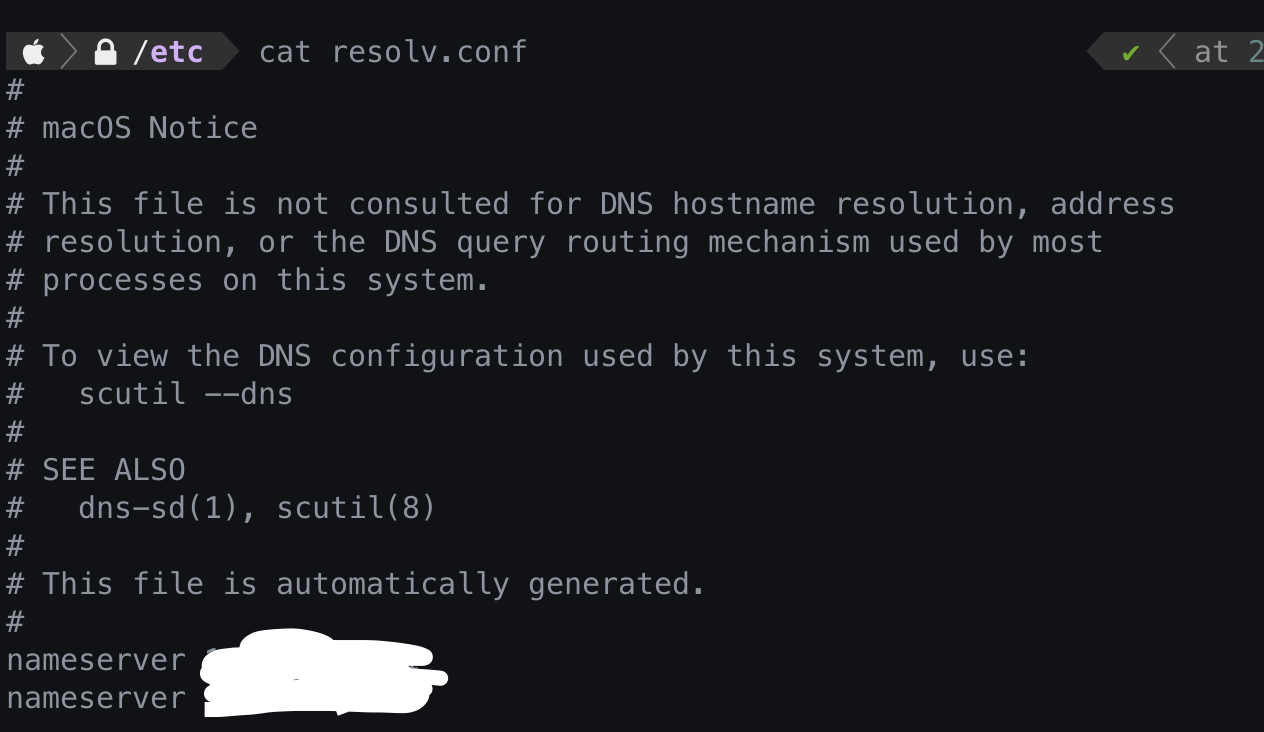 /etc cat resolv.conf ✔ at 2
#
# macOS Notice
#
# This file is not consulted for DNS hostname resolution, address
# resolution, or the DNS query routing mechanism used by most
# processes on this system.
#
# To view the DNS configuration used by this system, use:
#   scutil --dns
#
# SEE ALSO
#   dns-sd(1), scutil(8)
#
# This file is automatically generated.
#
nameserver
nameserver